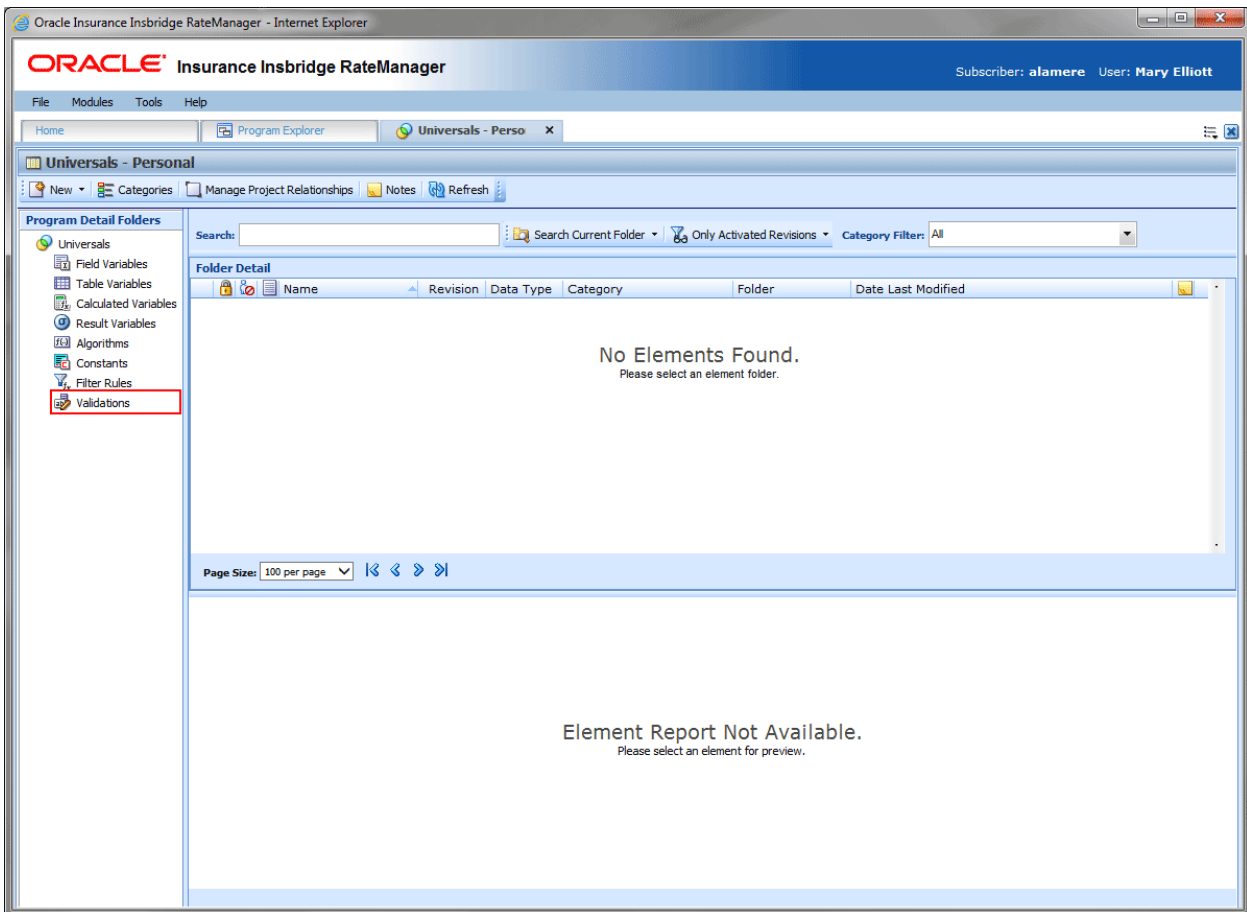 Oracle Insurance Insbridge RateManager - Internet Explorer
ORACLE® Insurance Insbridge RateManager
Subscriber: alamere User: Mary Elliott
File Modules Tools Help
Home Program Explorer Universals - Perso x
Universals - Personal
New Categories Manage Project Relationships Notes Refresh
Program Detail Folders
Universals
Field Variables
Table Variables
Calculated Variables
Result Variables
Algorithms
Constants
Filter Rules
Validations
Search: Search Current Folder Only Activated Revisions Category Filter: All
Folder Detail
Name Revision Data Type Category Folder Date Last Modified
No Elements Found.
Please select an element folder.
Page Size: 100 per page
Element Report Not Available.
Please select an element for preview.